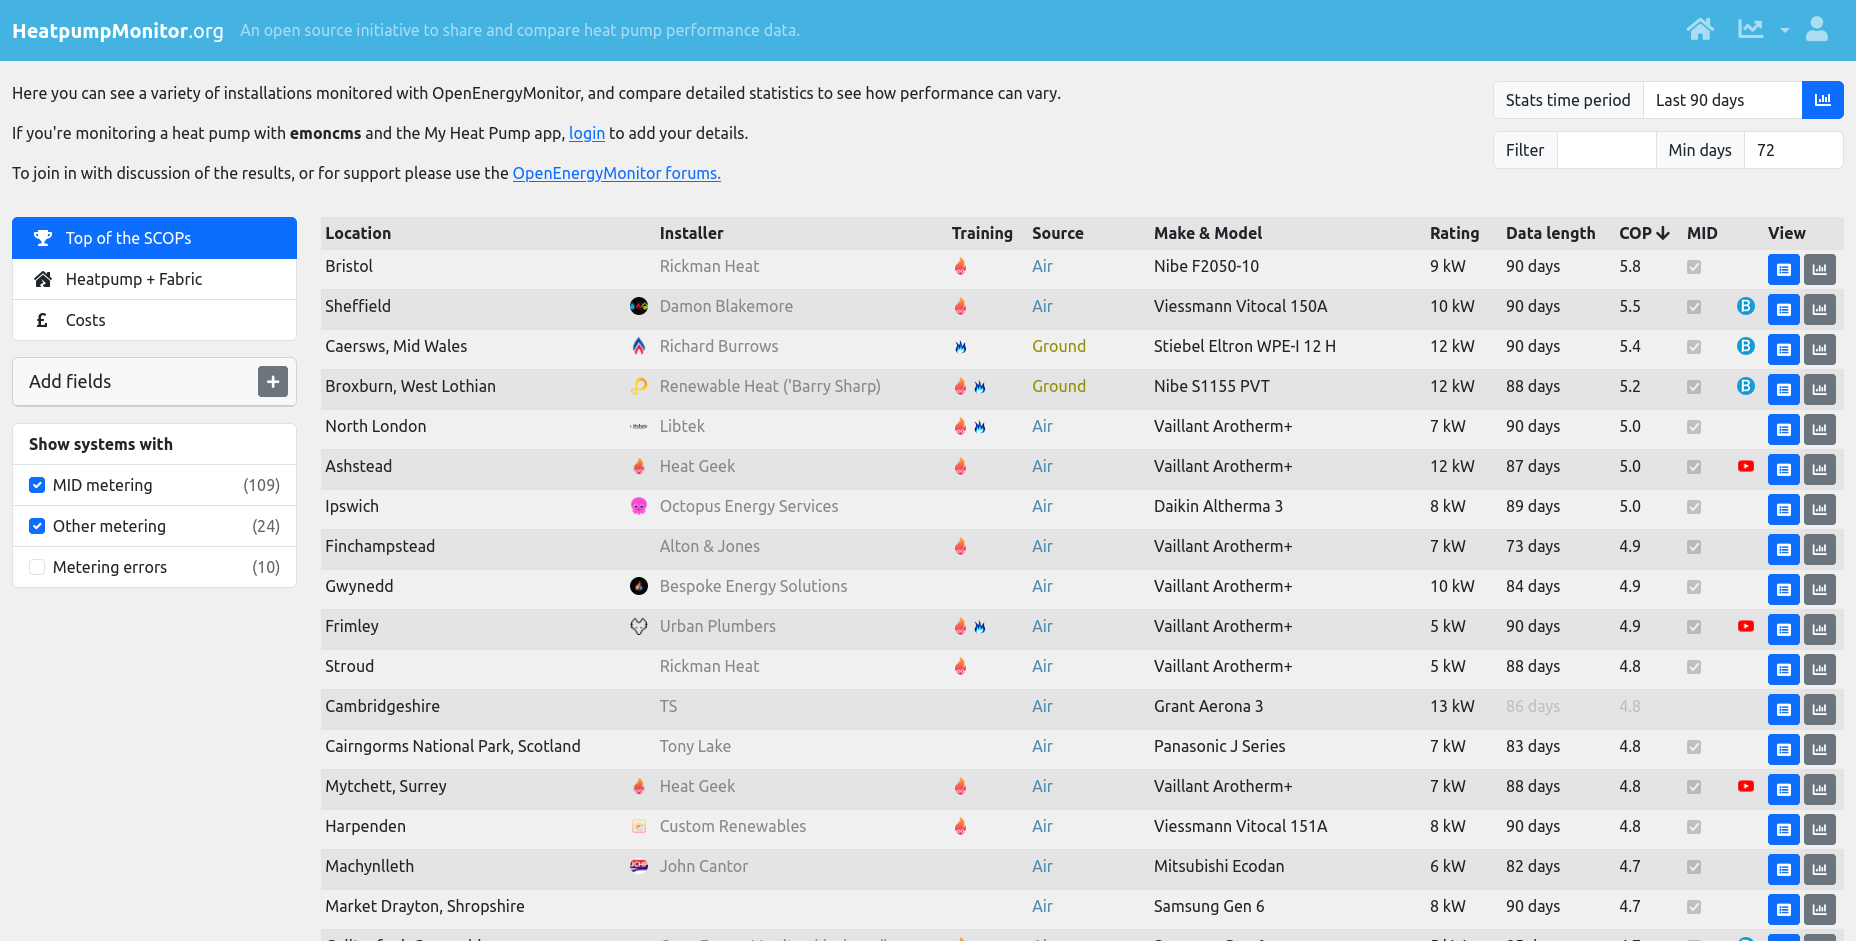 HeatpumpMonitor.org An open source initiative to share and compare heat pump performance data.
Here you can see a variety of installations monitored with OpenEnergyMonitor, and compare detailed statistics to see how performance can vary.
If you're monitoring a heat pump with emoncms and the My Heat Pump app, login to add your details.
To join in with discussion of the results, or for support please use the OpenEnergyMonitor forums.
Stats time period Last 90 days
Filter Min days 72
Top of the SCOPs
Heatpump + Fabric
£ Costs
Add fields +
Show systems with
MID metering (109)
Other metering (24)
Metering errors (10)
Location Installer Training Source Make & Model Rating Data length COP MID View
Bristol Rickman Heat Air Nibe F2050-10 9 kW 90 days 5.8
Sheffield Damon Blakemore Air Viessmann Vitocal 150A 10 kW 90 days 5.5 B
Caersws, Mid Wales Richard Burrows Ground Stiebel Eltron WPE-I 12 H 12 kW 90 days 5.4 B
Broxburn, West Lothian Renewable Heat ('Barry Sharp) Ground Nibe S1155 PVT 12 kW 88 days 5.2 B
North London Libtek Air Vaillant Arotherm+ 7 kW 90 days 5.0
Ashstead Heat Geek Air Vaillant Arotherm+ 12 kW 87 days 5.0
Ipswich Octopus Energy Services Air Daikin Altherma 3 8 kW 89 days 5.0
Finchampstead Alton & Jones Air Vaillant Arotherm+ 7 kW 73 days 4.9
Gwynedd Bespoke Energy Solutions Air Vaillant Arotherm+ 10 kW 84 days 4.9
Frimley Urban Plumbers Air Vaillant Arotherm+ 5 kW 90 days 4.9
Stroud Rickman Heat Air Vaillant Arotherm+ 5 kW 88 days 4.8
Cambridgeshire TS Air Grant Aerona 3 13 kW 86 days 4.8
Cairngorms National Park, Scotland Tony Lake Air Panasonic J Series 7 kW 83 days 4.8
Mytchett, Surrey Heat Geek Air Vaillant Arotherm+ 7 kW 88 days 4.8
Harpenden Custom Renewables Air Viessmann Vitocal 151A 8 kW 90 days 4.8
Machynlleth John Cantor Air Mitsubishi Ecodan 6 kW 82 days 4.7
Market Drayton, Shropshire Air Samsung Gen 6 8 kW 90 days 4.7